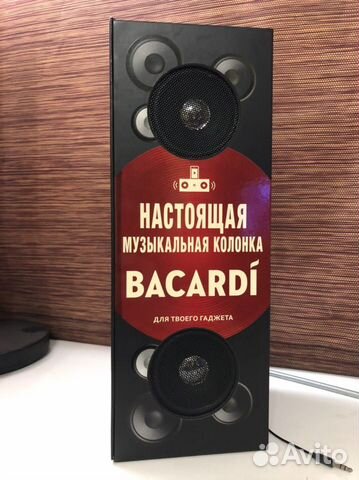 НАСТОЯЩАЯ
МУЗЫКАЛЬНАЯ КОЛОНКА
BACARDÍ
ДЛЯ ТВОЕГО ГАДЖЕТА
Avito